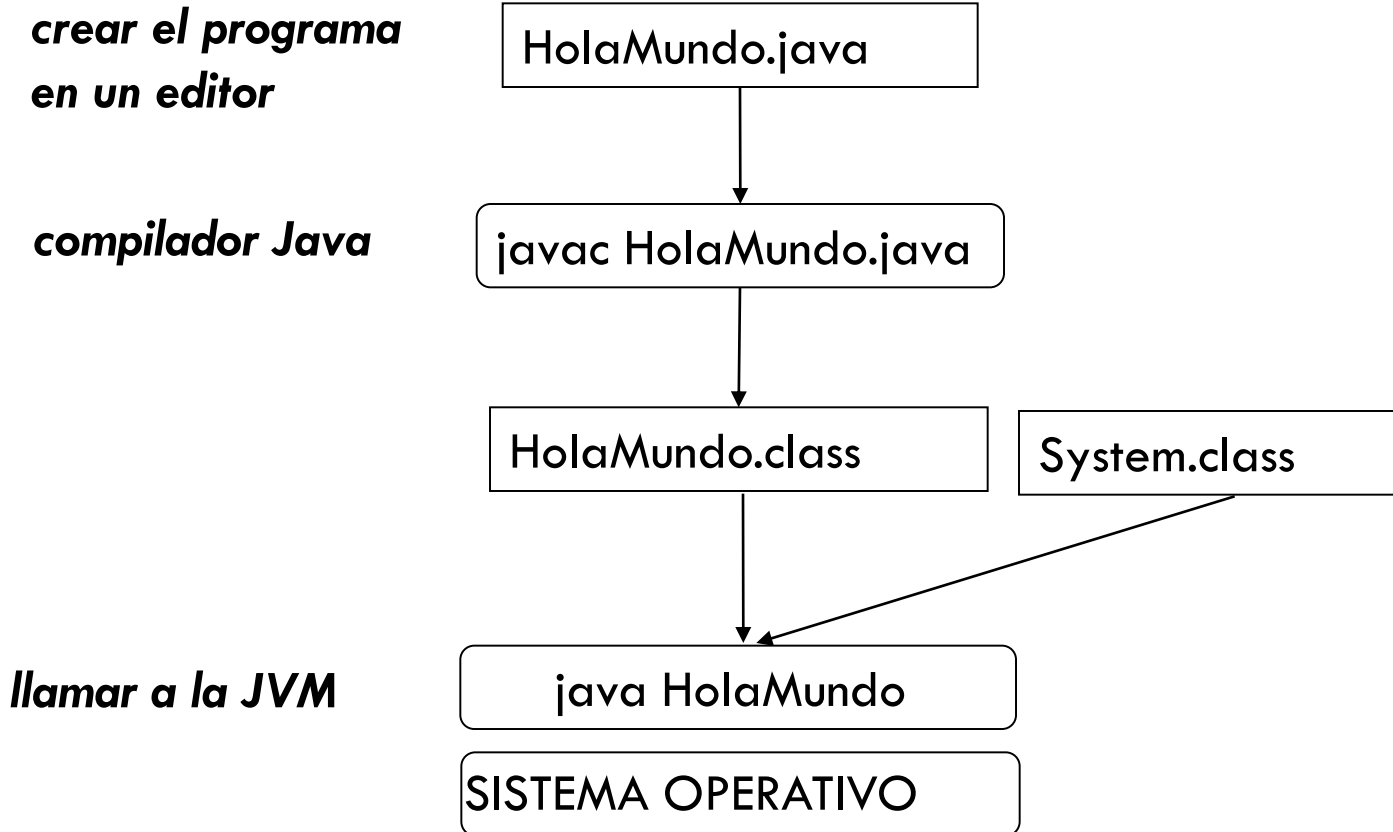 crear el programa
en un editor
HolaMundo.java
compilador Java
javac HolaMundo.java
HolaMundo.class
System.class
llamar a la JVM
java HolaMundo
SISTEMA OPERATIVO